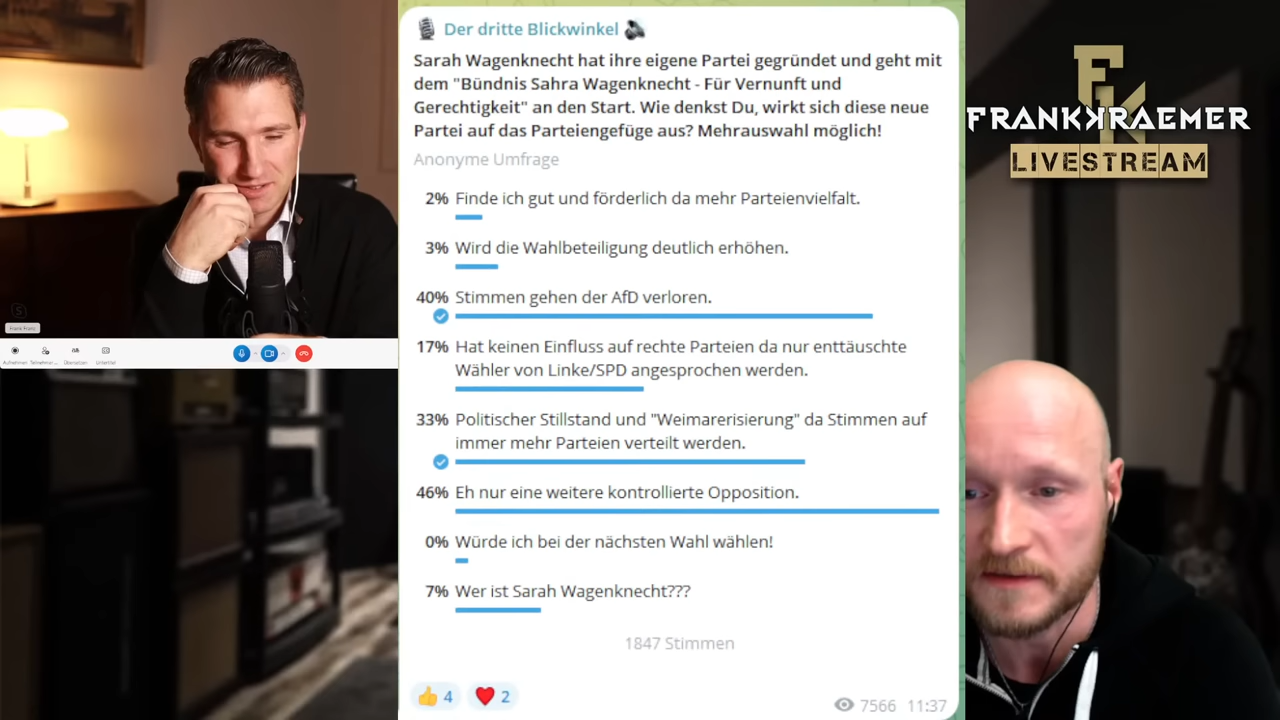 Der dritte Blickwinkel
Sarah Wagenknecht hat ihre eigene Partei gegründet und geht mit
dem "Bündnis Sahra Wagenknecht - Für Vernunft und
Gerechtigkeit" an den Start. Wie denkst Du, wirkt sich diese neue
Partei auf das Parteiengefüge aus? Mehrauswahl möglich!
Anonyme Umfrage
2% Finde ich gut und förderlich da mehr Parteienvielfalt.
3% Wird die Wahlbeteiligung deutlich erhöhen.
40% Stimmen gehen der AfD verloren.
17% Hat keinen Einfluss auf rechte Parteien da nur enttäuschte
Wähler von Linke/SPD angesprochen werden.
33% Politischer Stillstand und "Weimarerisierung" da Stimmen auf
immer mehr Parteien verteilt werden.
46% Eh nur eine weitere kontrollierte Opposition.
0% Würde ich bei der nächsten Wahl wählen!
7% Wer ist Sarah Wagenknecht???
1847 Stimmen
4 2
7566 11:37
FK
FRANKKRAEMER
LIVESTREAM
Frank Franz